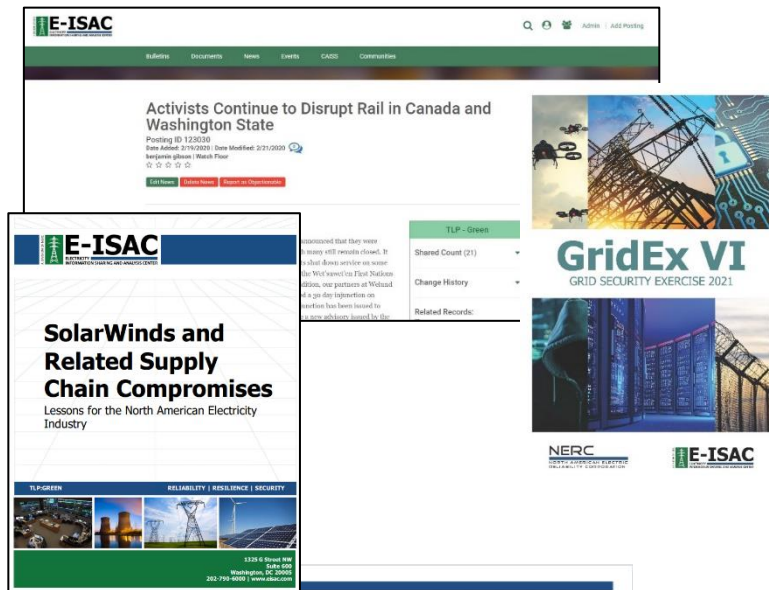 E-ISAC
Admin | Add Posting
Bulletins Documents News Events CAISS Communities
Activists Continue to Disrupt Rail in Canada and
Washington State
Posting ID 123030
Date Added: 2/19/2020 | Date Modified: 2/21/2020
benjamin gibson | Watch Floor
Edit News Delete News Report as Objectionable
announced that they were
h many still remain closed. It
s shut down service on some
the Wet'suwet'en First Nations
dition, our partners at Weland
d a 30 day injunction on
unction has been issued to
e a new advisory issued by the
TLP - Green
Shared Count (21)
Change History
Related Records:
E-ISAC
ELECTRICITY
INFORMATION SHARING AND ANALYSIS CENTER
SolarWinds and
Related Supply
Chain Compromises
Lessons for the North American Electricity
Industry
TLP:GREEN RELIABILITY | RESILIENCE | SECURITY
1325 G Street NW
Suite 600
Washington, DC 20005
202-790-6000 | www.eisac.com
GridEx VI
GRID SECURITY EXERCISE 2021
NERC
NORTH AMERICAN ELECTRIC
RELIABILITY CORPORATION
E-ISAC